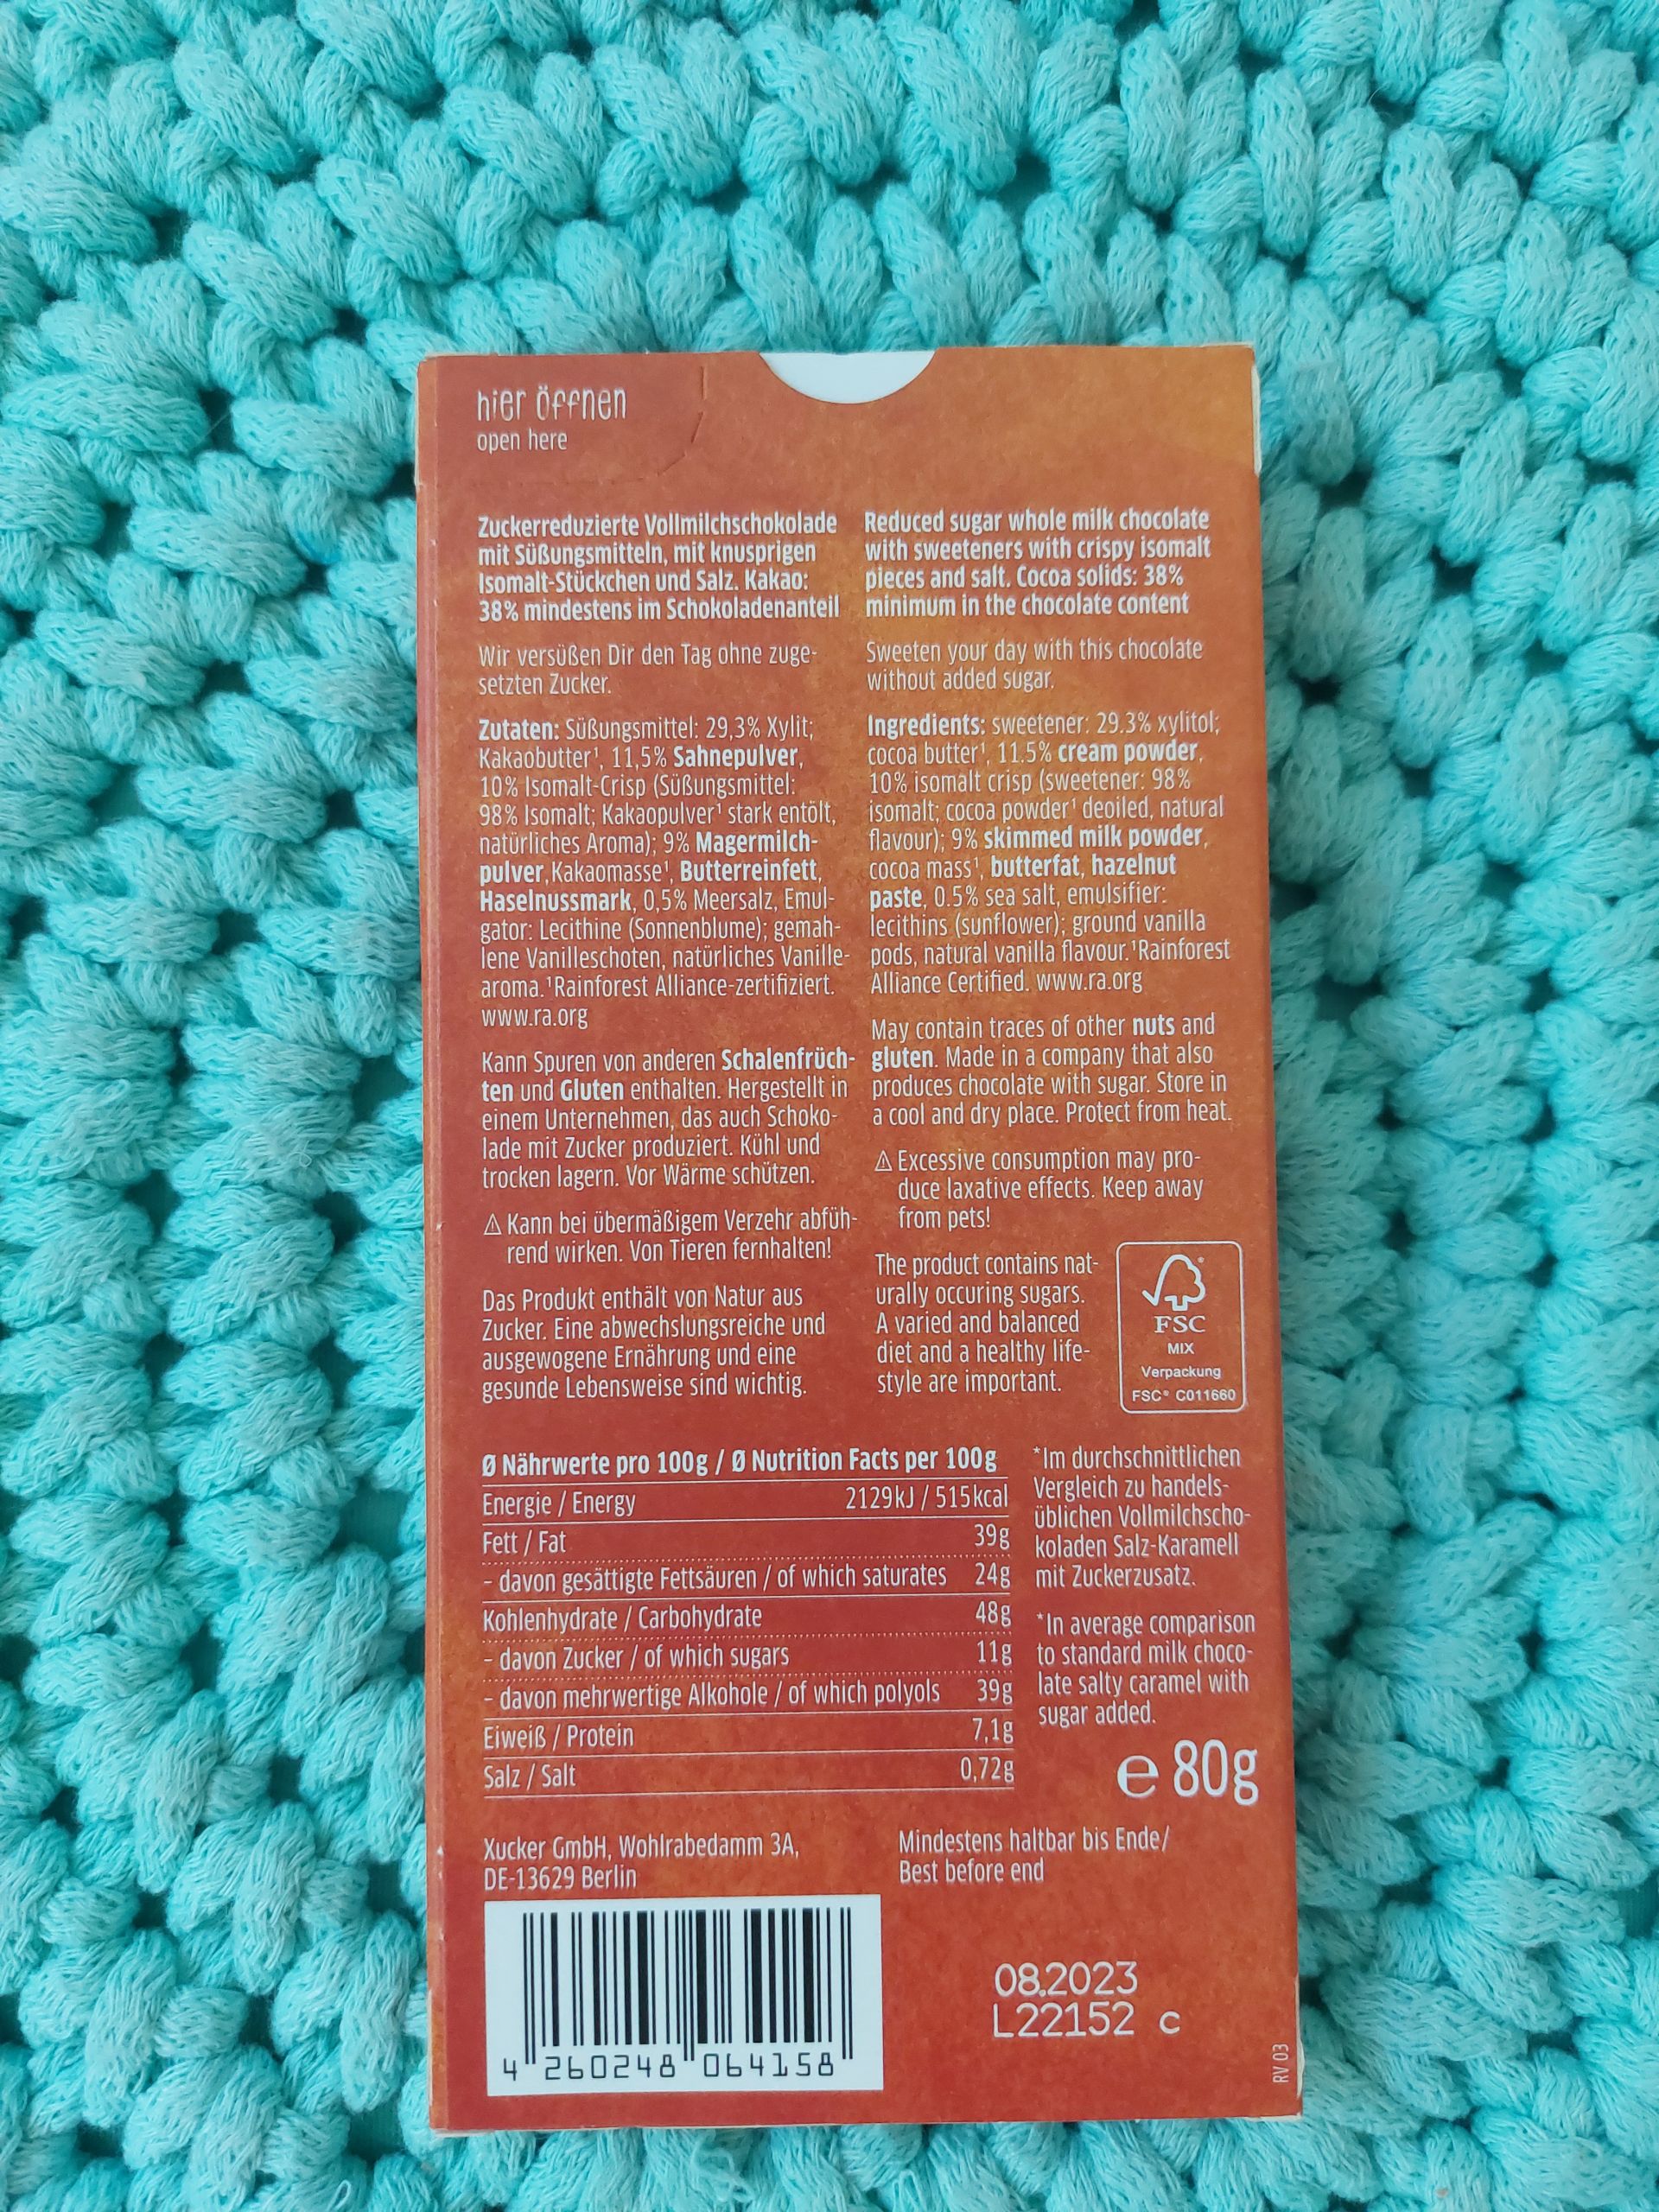 hier öffnen
open here
Zuckerreduzierte Vollmilchschokolade
mit Süßungsmitteln, mit knusprigen
Isomalt-Stückchen und Salz. Kakao:
38% mindestens im Schokoladenanteil
Wir versüßen Dir den Tag ohne zuge-
setzten Zucker.
Zutaten: Süßungsmittel: 29,3% Xylit;
Kakaobutter¹, 11,5% Sahnepulver,
10% Isomalt-Crisp (Süßungsmittel:
98% Isomalt; Kakaopulver¹ stark entölt,
natürliches Aroma); 9% Magermilch-
pulver, Kakaomasse¹, Butterreinfett,
Haselnussmark, 0,5% Meersalz, Emul-
gator: Lecithine (Sonnenblume); gemah-
lene Vanilleschoten, natürliches Vanille-
aroma. ¹Rainforest Alliance-zertifiziert.
www.ra.org
Kann Spuren von anderen Schalenfrüch-
ten und Gluten enthalten. Hergestellt in
einem Unternehmen, das auch Schoko-
lade mit Zucker produziert. Kühl und
trocken lagern. Vor Wärme schützen.
⚠ Kann bei übermäßigem Verzehr abfüh-
rend wirken. Von Tieren fernhalten!
Das Produkt enthält von Natur aus
Zucker. Eine abwechslungsreiche und
ausgewogene Ernährung und eine
gesunde Lebensweise sind wichtig.
Reduced sugar whole milk chocolate
with sweeteners with crispy isomalt
pieces and salt. Cocoa solids: 38%
minimum in the chocolate content
Sweeten your day with this chocolate
without added sugar.
Ingredients: sweetener: 29.3% xylitol;
cocoa butter¹, 11.5% cream powder,
10% isomalt crisp (sweetener: 98%
isomalt; cocoa powder¹ deoiled, natural
flavour); 9% skimmed milk powder,
cocoa mass¹, butterfat, hazelnut
paste, 0.5% sea salt, emulsifier:
lecithins (sunflower); ground vanilla
pods, natural vanilla flavour. ¹Rainforest
Alliance Certified. www.ra.org
May contain traces of other nuts and
gluten. Made in a company that also
produces chocolate with sugar. Store in
a cool and dry place. Protect from heat.
⚠ Excessive consumption may pro-
duce laxative effects. Keep away
from pets!
The product contains nat-
urally occuring sugars.
A varied and balanced
diet and a healthy life-
style are important.
FSC
MIX
Verpackung
FSC® C011660
Ø Nährwerte pro 100g / Ø Nutrition Facts per 100g
Energie / Energy 2129kJ / 515kcal
Fett / Fat 39g
- davon gesättigte Fettsäuren / of which saturates 24g
Kohlenhydrate / Carbohydrate 48g
- davon Zucker / of which sugars 11g
- davon mehrwertige Alkohole / of which polyols 39g
Eiweiß / Protein 7,1g
Salz / Salt 0,72g
*Im durchschnittlichen
Vergleich zu handels-
üblichen Vollmilchscho-
koladen Salz-Karamell
mit Zuckerzusatz.
*In average comparison
to standard milk choco-
late salty caramel with
sugar added.
e 80g
Xucker GmbH, Wohlrabedamm 3A,
DE-13629 Berlin
Mindestens haltbar bis Ende/
Best before end
08.2023
L22152 C
4 260248 064158
RV 03